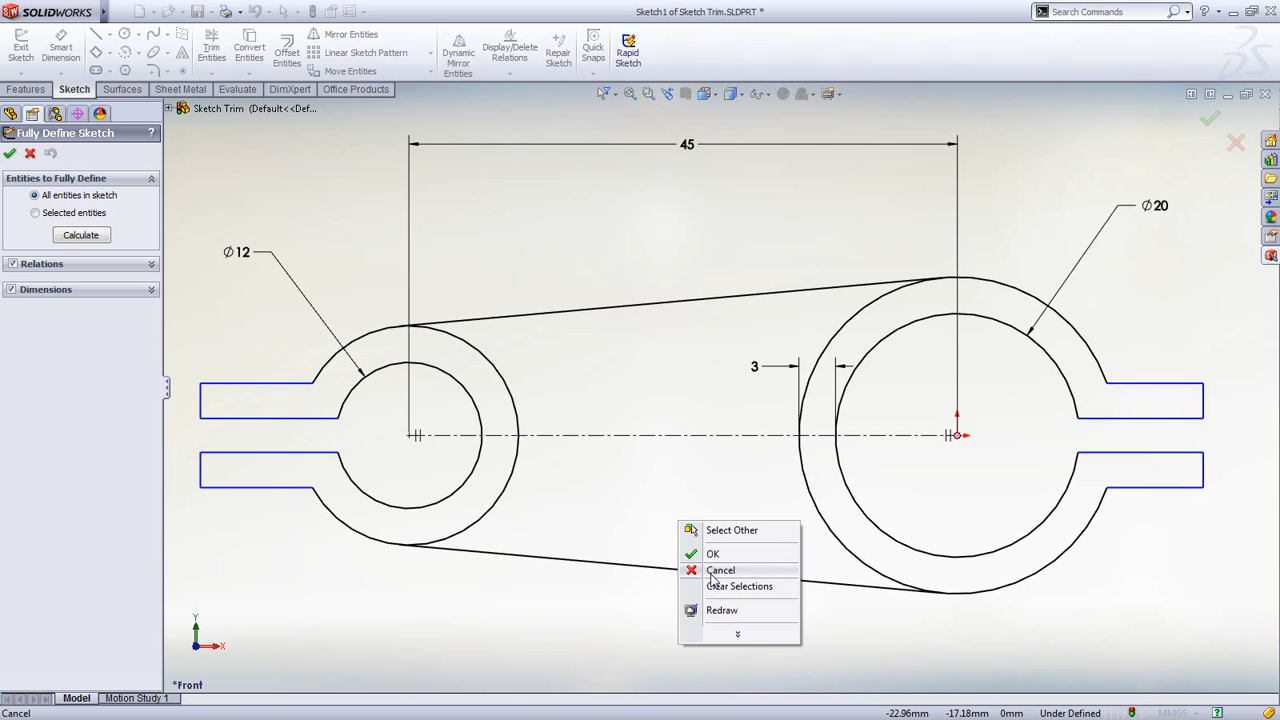 SOLIDWORKS
Sketch1 of Sketch Trim.SLDPRT *
Search Commands
?
Exit Sketch
Smart Dimension
Trim Entities
Convert Entities
Offset Entities
Mirror Entities
Linear Sketch Pattern
Move Entities
Dynamic Mirror Entities
Display/Delete Relations
Repair Sketch
Quick Snaps
Rapid Sketch
Features
Sketch
Surfaces
Sheet Metal
Evaluate
DimXpert
Office Products
Sketch Trim (Default<<Def...
Fully Define Sketch
?
Entities to Fully Define
All entities in sketch
Selected entities
Calculate
Relations
Dimensions
45
Ø20
Ø12
3
Select Other
OK
Cancel
Clear Selections
Redraw
Y
X
*Front
Model
Motion Study 1
Cancel
-22.96mm
-17.18mm
0mm
Under Defined
MMGS
?